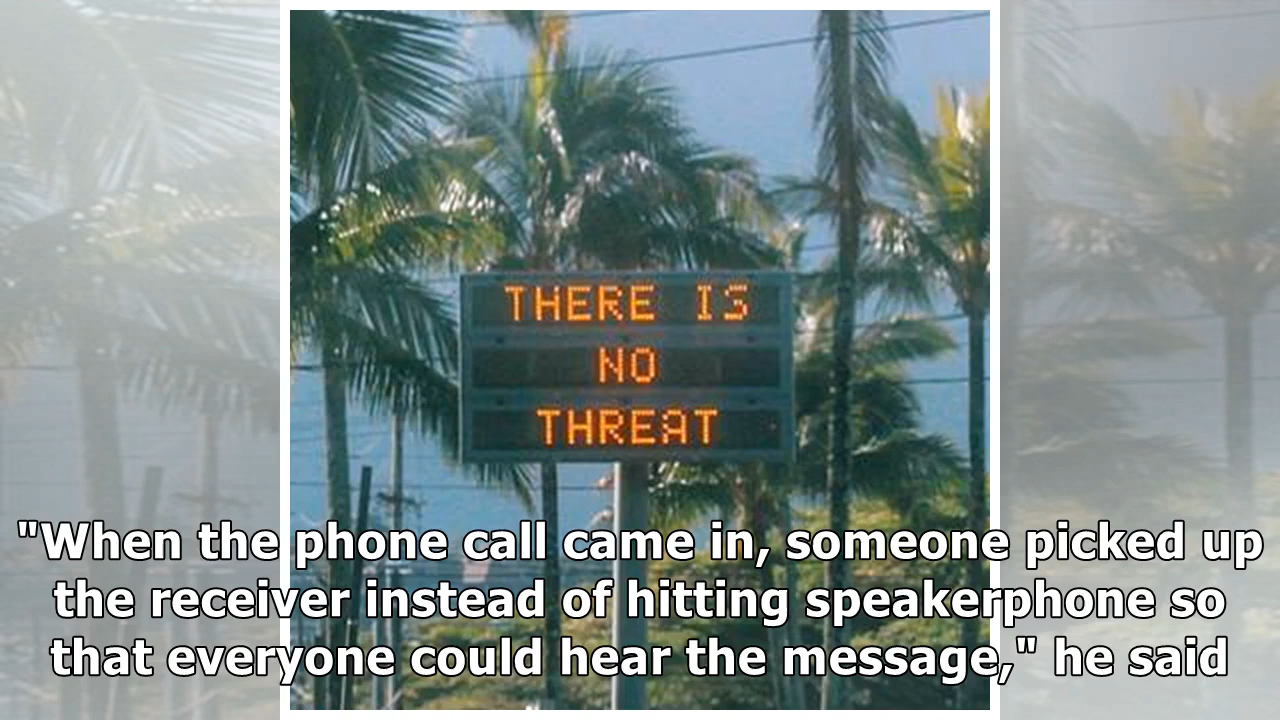 THERE IS
NO
THREAT
"When the phone call came in, someone picked up
the receiver instead of hitting speakerphone so
that everyone could hear the message," he said